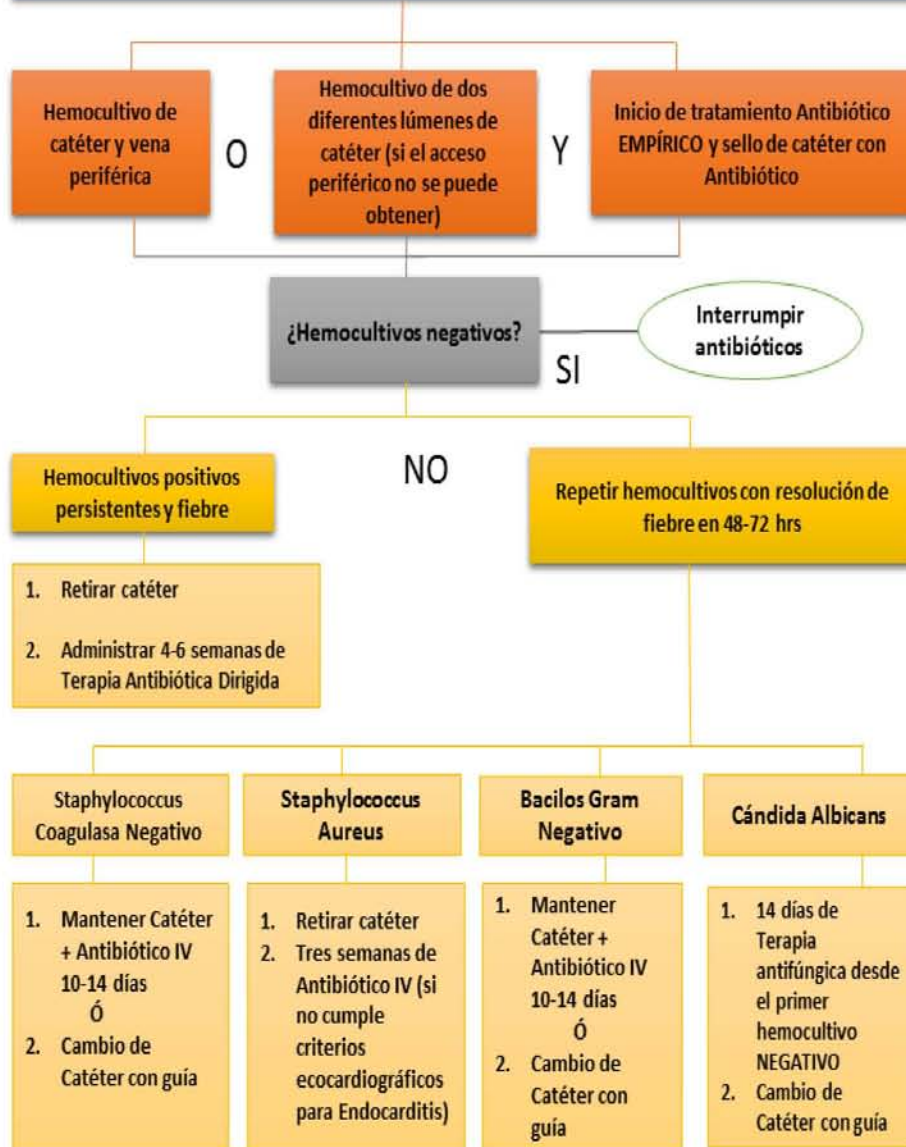 Hemocultivo de
catéter y vena
periférica
O
Hemocultivo de dos
diferentes lúmenes de
catéter (si el acceso
periférico no se puede
obtener)
Y
Inicio de tratamiento Antibiótico
EMPÍRICO y sello de catéter con
Antibiótico
¿Hemocultivos negativos?
SI
Interrumpir
antibióticos
NO
Hemocultivos positivos
persistentes y fiebre
Repetir hemocultivos con resolución de
fiebre en 48-72 hrs
1. Retirar catéter
2. Administrar 4-6 semanas de
Terapia Antibiótica Dirigida
Staphylococcus
Coagulasa Negativo
Staphylococcus
Aureus
Bacilos Gram
Negativo
Cándida Albicans
1. Mantener Catéter
+ Antibiótico IV
10-14 días
Ó
2. Cambio de
Catéter con guía
1. Retirar catéter
2. Tres semanas de
Antibiótico IV (si
no cumple
criterios
ecocardiográficos
para Endocarditis)
1. Mantener
Catéter +
Antibiótico IV
10-14 días
Ó
2. Cambio de
Catéter con
guía
1. 14 días de
Terapia
antifúngica desde
el primer
hemocultivo
NEGATIVO
2. Cambio de
Catéter con guía